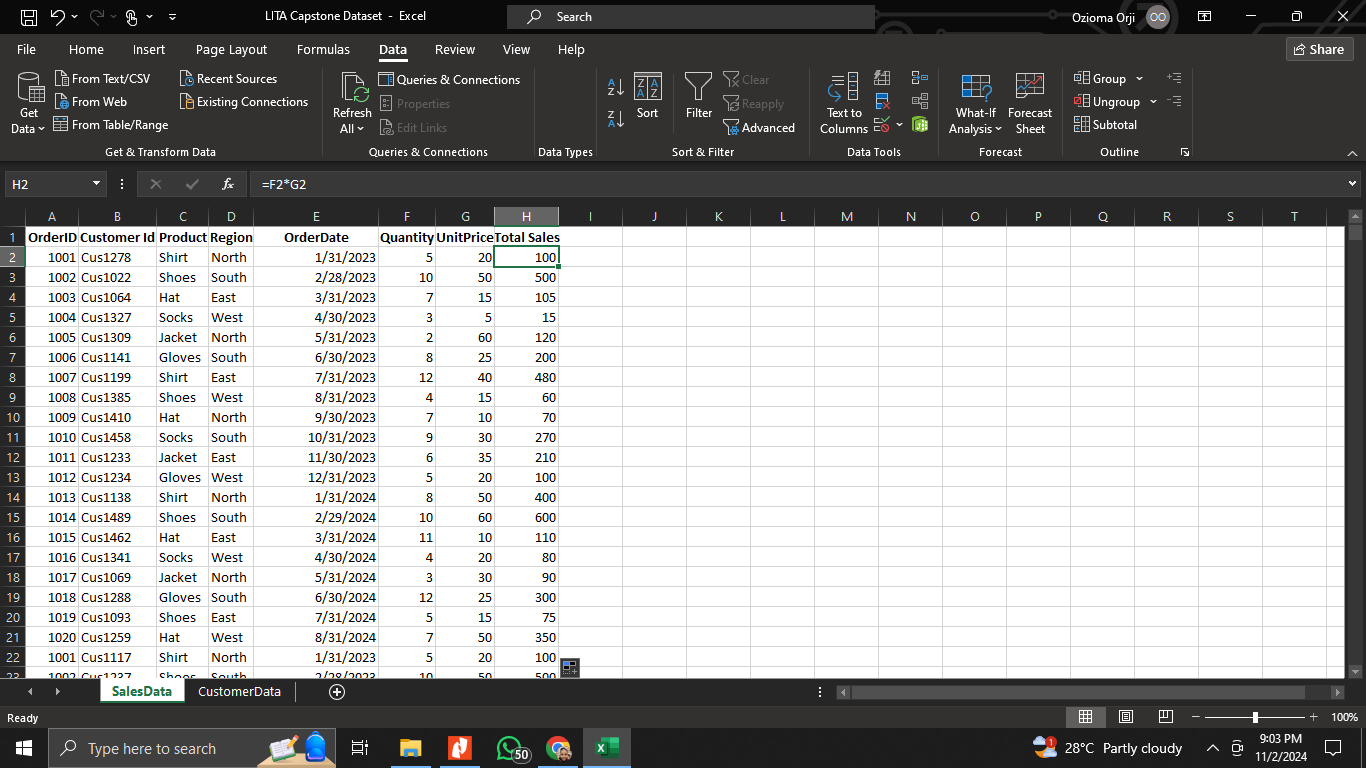 LITA Capstone Dataset - Excel
Search
Ozioma Orji OO
File Home Insert Page Layout Formulas Data Review View Help
Share
Get Data
From Text/CSV
From Web
From Table/Range
Recent Sources
Existing Connections
Get & Transform Data
Refresh All
Queries & Connections
Properties
Edit Links
Queries & Connections
Data Types
A Z
Z A
Z A A Z
Sort
Filter
Clear
Reapply
Advanced
Sort & Filter
Text to Columns
Data Tools
What-If Analysis
Forecast Sheet
Forecast
Group
Ungroup
Subtotal
Outline
H2 fx =F2*G2
A B C D E F G H I J K L M N O P Q R S T
1 OrderID Customer Id Product Region OrderDate Quantity UnitPrice Total Sales
2 1001 Cus1278 Shirt North 1/31/2023 5 20 100
3 1002 Cus1022 Shoes South 2/28/2023 10 50 500
4 1003 Cus1064 Hat East 3/31/2023 7 15 105
5 1004 Cus1327 Socks West 4/30/2023 3 5 15
6 1005 Cus1309 Jacket North 5/31/2023 2 60 120
7 1006 Cus1141 Gloves South 6/30/2023 8 25 200
8 1007 Cus1199 Shirt East 7/31/2023 12 40 480
9 1008 Cus1385 Shoes West 8/31/2023 4 15 60
10 1009 Cus1410 Hat North 9/30/2023 7 10 70
11 1010 Cus1458 Socks South 10/31/2023 9 30 270
12 1011 Cus1233 Jacket East 11/30/2023 6 35 210
13 1012 Cus1234 Gloves West 12/31/2023 5 20 100
14 1013 Cus1138 Shirt North 1/31/2024 8 50 400
15 1014 Cus1489 Shoes South 2/29/2024 10 60 600
16 1015 Cus1462 Hat East 3/31/2024 11 10 110
17 1016 Cus1341 Socks West 4/30/2024 4 20 80
18 1017 Cus1069 Jacket North 5/31/2024 3 30 90
19 1018 Cus1288 Gloves South 6/30/2024 12 25 300
20 1019 Cus1093 Shoes East 7/31/2024 5 15 75
21 1020 Cus1259 Hat West 8/31/2024 7 50 350
22 1001 Cus1117 Shirt North 1/31/2023 5 20 100
23 1002 Cus1237 Shoes South 2/28/2023 10 50 500
SalesData CustomerData
Ready
100%
Type here to search
50
1
28°C Partly cloudy
9:03 PM
11/2/2024